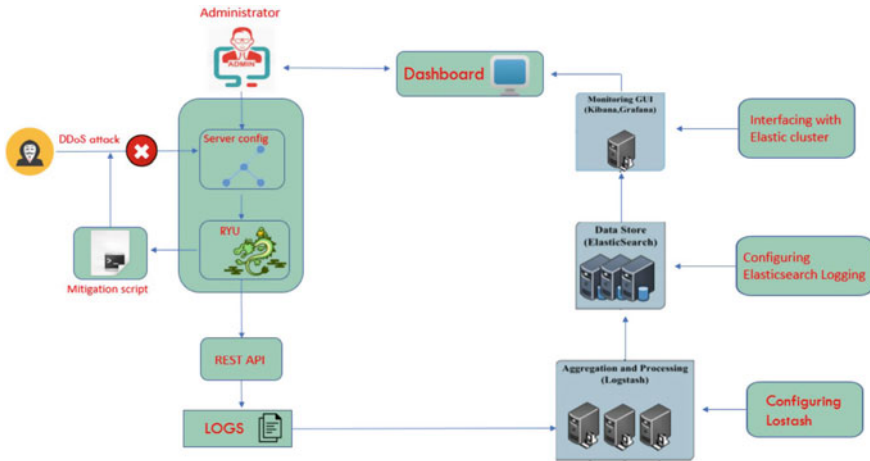 Administrator
ADMIN
Dashboard
Monitoring GUI
(Kibana,Grafana)
Interfacing with
Elastic cluster
DDoS attack
Server config
RYU
Mitigation script
Data Store
(ElasticSearch)
Configuring
Elasticsearch Logging
REST API
LOGS
Aggregation and Processing
(Logstash)
Configuring
Lostash